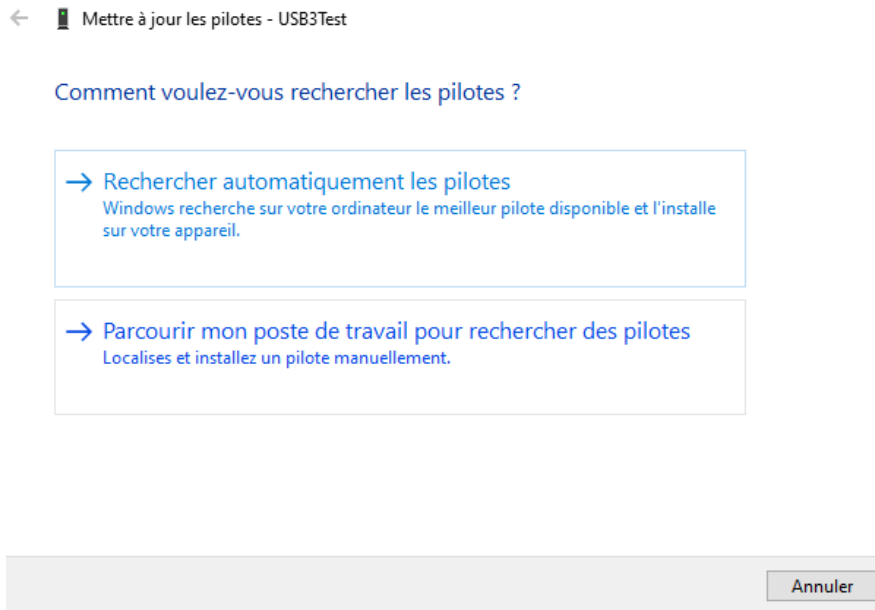 Mettre à jour les pilotes - USB3Test
Comment voulez-vous rechercher les pilotes ?
Rechercher automatiquement les pilotes
Windows recherche sur votre ordinateur le meilleur pilote disponible et l'installe
sur votre appareil.
Parcourir mon poste de travail pour rechercher des pilotes
Localises et installez un pilote manuellement.
Annuler